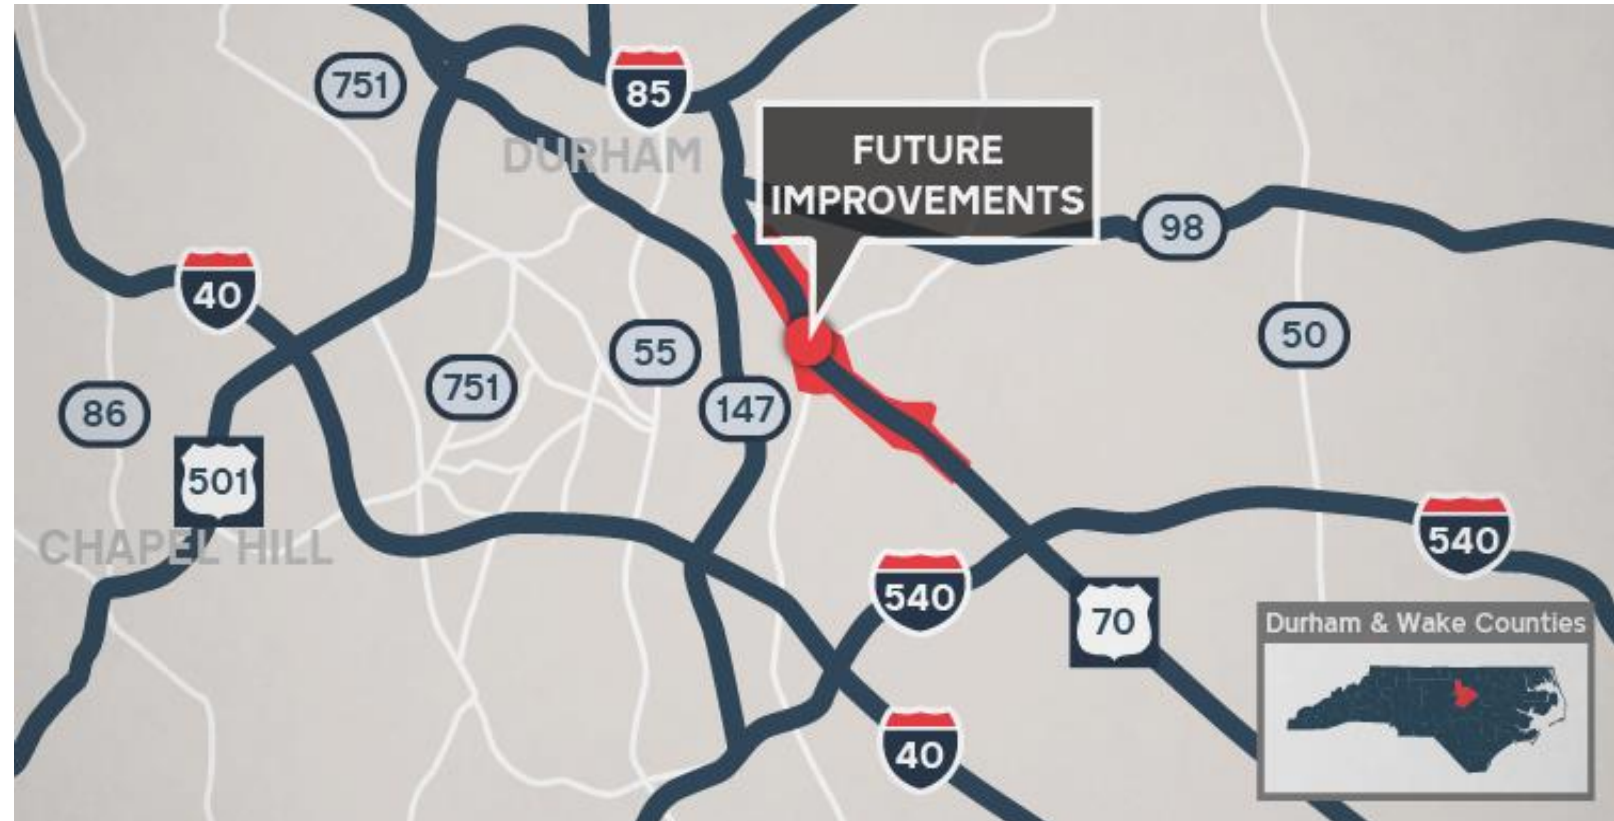 751
85
DURHAM
FUTURE
IMPROVEMENTS
98
40
55
50
751
86
147
501
CHAPEL HILL
540
540
70
Durham & Wake Counties
40